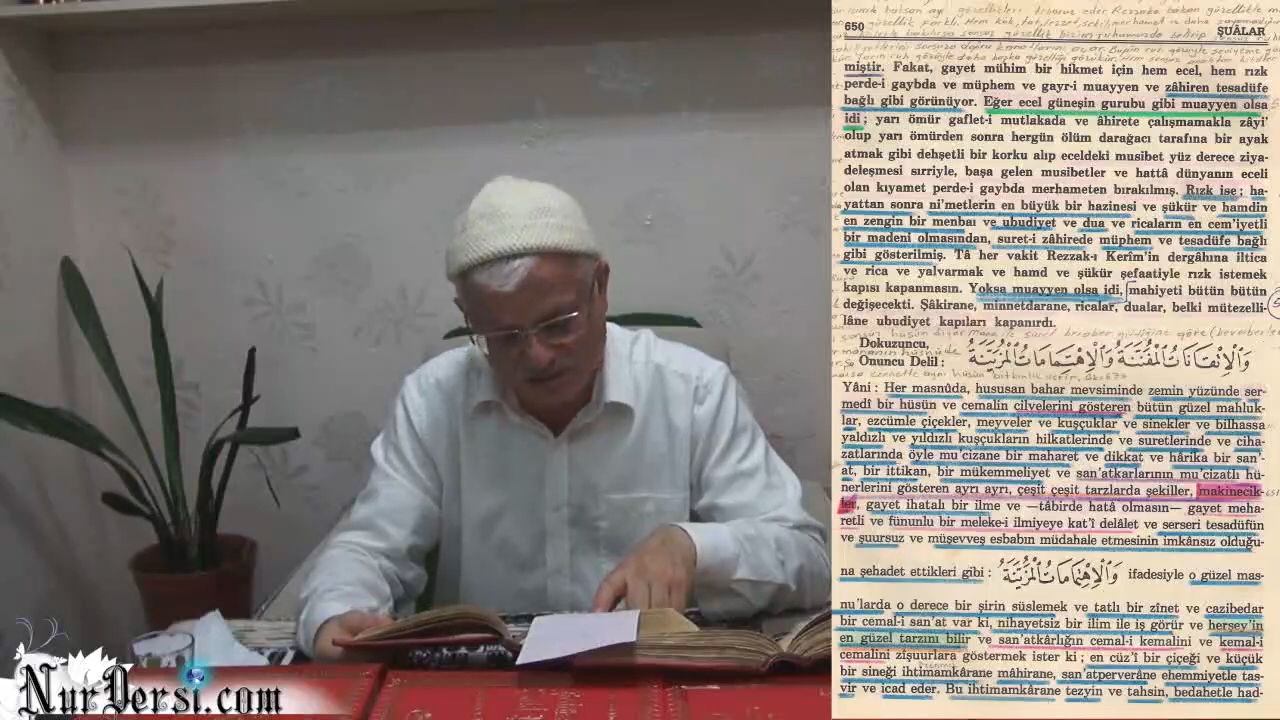 650
ŞUÂLAR
miştir. Fakat, gayet mühim bir hikmet için hem ecel, hem rızk
perde-i gaybda ve müphem ve gayr-i muayyen ve zâhiren tesadüfe
bağlı gibi görünüyor. Eğer ecel güneşin gurubu gibi muayyen olsa
idi; yarı ömür gaflet-i mutlakada ve âhirete çalışmamakla zâyi'
olup yarı ömürden sonra hergün ölüm darağacı tarafına bir ayak
atmak gibi dehşetli bir korku alıp eceldeki musibet yüz derece ziya-
deleşmesi sırriyle, başa gelen musibetler ve hattâ dünyanın eceli
olan kıyamet perde-i gaybda merhameten bırakılmış. Rızk ise; ha-
yattan sonra ni'metlerin en büyük bir hazinesi ve şükür ve hamdin
en zengin bir menbaı ve ubudiyet ve dua ve ricaların en cem'iyetli
bir madeni olmasından, suret-i zâhirede müphem ve tesadüfe bağlı
gibi gösterilmiş. Tâ her vakit Rezzak-ı Kerîm'in dergâhına iltica
ve rica ve yalvarmak ve hamd ve şükür şefaatiyle rızk istemek
kapısı kapanmasın. Yoksa muayyen olsa idi, mahiyeti bütün bütün
değişecekti. Şâkirane, minnetdarane, ricalar, dualar, belki mütezelli-
lâne ubudiyet kapıları kapanırdı.
Dokuzuncu,
Onuncu Delil : وَالْاِتْقَانَاتُ الْمُفَنَّنَةُ وَالْاِهْتِمَامَاتُ الْمُزَيَّنَةُ
Yâni : Her masnûda, hususan bahar mevsiminde zemin yüzünde ser-
medî bir hüsün ve cemalin cilvelerini gösteren bütün güzel mahluk-
lar, ezcümle çiçekler, meyveler ve kuşçuklar ve sinekler ve bilhassa
yaldızlı ve yıldızlı kuşçukların hilkatlerinde ve suretlerinde ve ciha-
zatlarında öyle mu'cizane bir maharet ve dikkat ve hârika bir san'-
at, bir ittikan, bir mükemmeliyet ve san'atkarlarının mu'cizatlı hü-
nerlerini gösteren ayrı ayrı, çeşit çeşit tarzlarda şekiller, makinecik-
ler, gayet ihatalı bir ilme ve —tâbirde hatâ olmasın— gayet meha-
retli ve fünunlu bir meleke-i ilmiyeye kat'î delâlet ve serseri tesadüfün
ve şuursuz ve müşevveş esbabın müdahale etmesinin imkânsız olduğu-
na şehadet ettikleri gibi : وَالْاِهْتِمَامَاتُ الْمُزَيَّنَةُ ifadesiyle o güzel mas-
nu'larda o derece bir şirin süslemek ve tatlı bir zînet ve cazibedar
bir cemal-i san'at var ki, nihayetsiz bir ilim ile iş görür ve herşey'in
en güzel tarzını bilir ve san'atkârlığın cemal-i kemalini ve kemal-i
cemalini zişuurlara göstermek ister ki; en cüz'î bir çiçeği ve küçük
bir sineği ihtimamkârane mâhirane, san'atperverâne ehemmiyetle tas-
vir ve icad eder. Bu ihtimamkârane tezyin ve tahsin, bedahetle had-
NurDersi.com